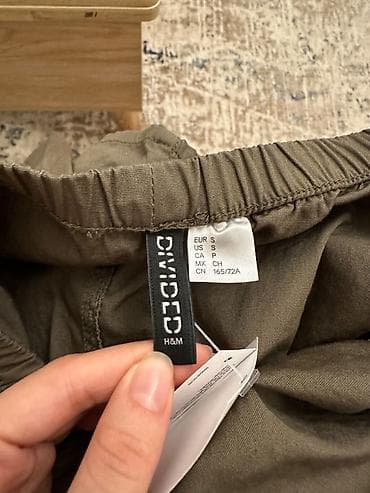 DIVIDED
H&M
EUR S
US S
CA P
MX CH
CN 165/72A